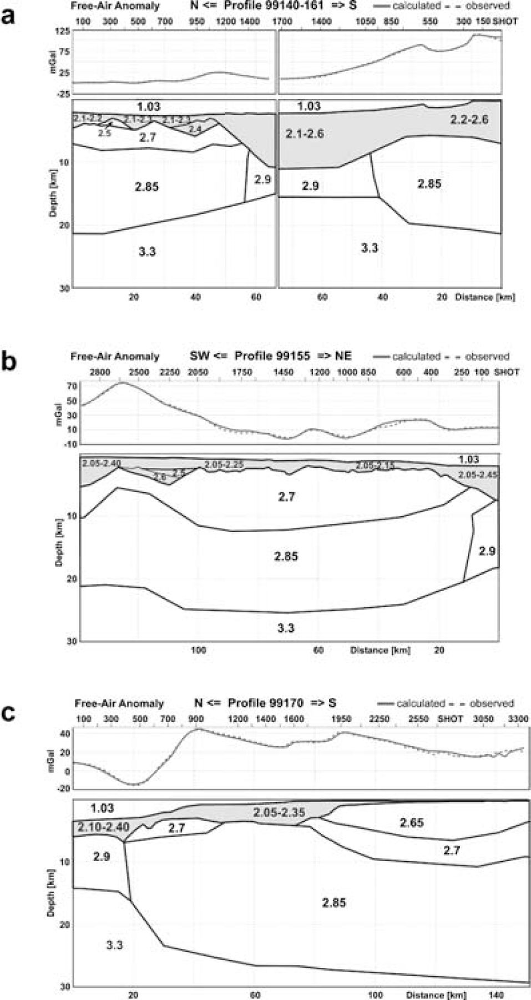 a
Free-Air Anomaly N <= Profile 99140-161 => S calculated observed
100 300 500 700 950 1200 1400 1700 1400 1050 850 550 300 150 SHOT
125
75
25
-25
mGal
1.03 1.03
2.1-2.2 2.1-2.3 2.1-2.3 2.2-2.6
2.5 2.7 2.4 2.1-2.6
10
2.85 2.9 2.9 2.85
Depth [km]
20
3.3 3.3
30
20 40 60 60 40 20 Distance [km]
b
Free-Air Anomaly SW <= Profile 99155 => NE calculated observed
2800 2500 2250 2050 1750 1450 1200 1000 850 600 400 250 100 SHOT
70
50
30
10
-10
mGal
2.05-2.40 2.05-2.25 2.05-2.15 1.03
2.6 2.5 2.05-2.45
2.7
10
2.85 2.9
Depth [km]
20
3.3
30
100 60 Distance [km] 20
c
Free-Air Anomaly N <= Profile 99170 => S calculated observed
100 300 500 700 900 1200 1400 1600 1950 2250 2550 SHOT 3050 3300
40
20
0
-20
mGal
1.03 2.05-2.35
2.10-2.40 2.7 2.65
2.9 2.7
10
2.85
Depth [km]
20
3.3
30
20 60 100 Distance [km] 140